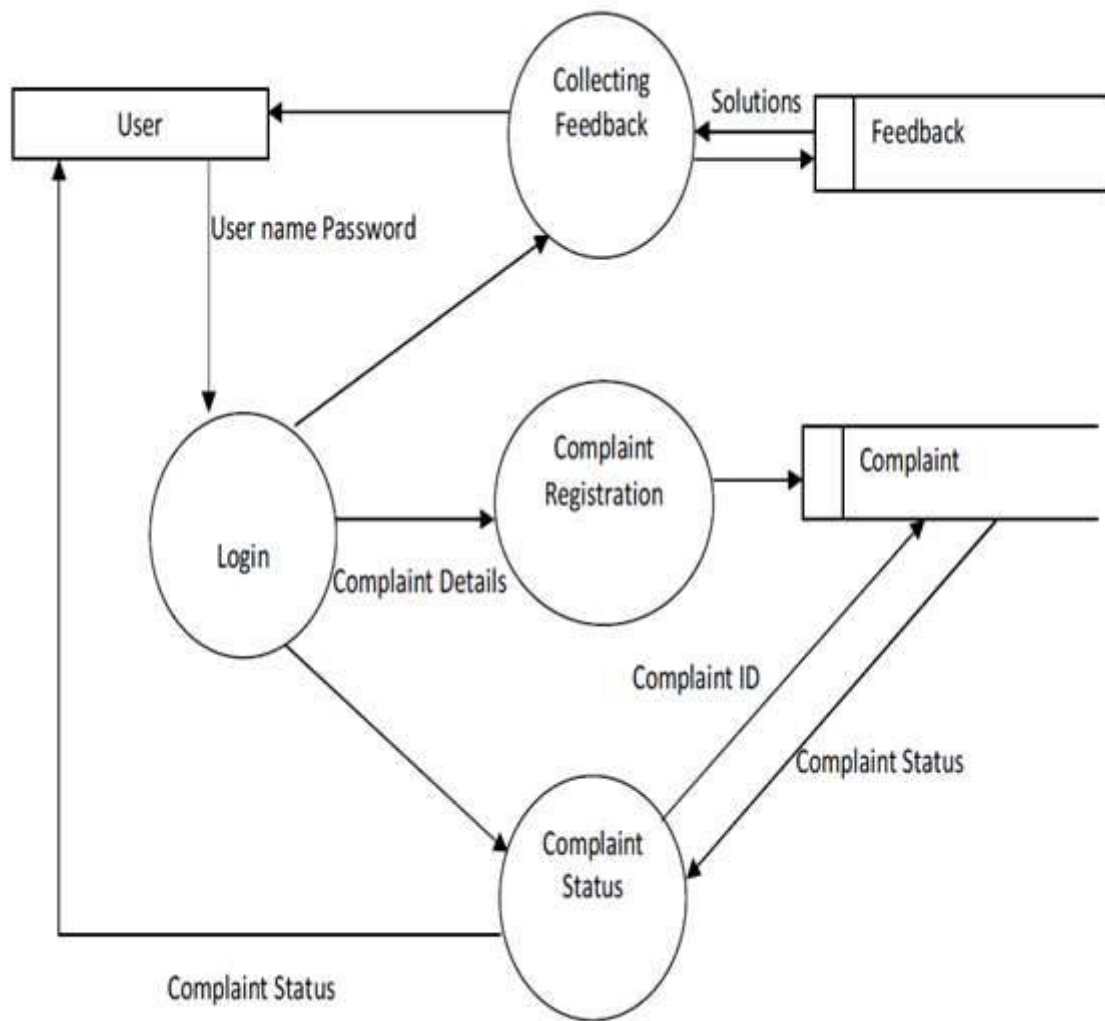 Collecting
Feedback
Solutions
User
Feedback
User name Password
Complaint
Registration
Complaint
Login
Complaint Details
Complaint ID
Complaint Status
Complaint
Status
Complaint Status